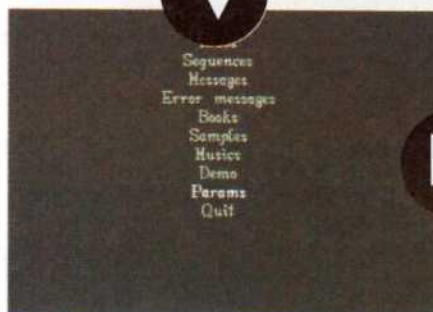 Sequences
Messages
Error messages
Books
Samples
Musics
Demo
Params
Quit